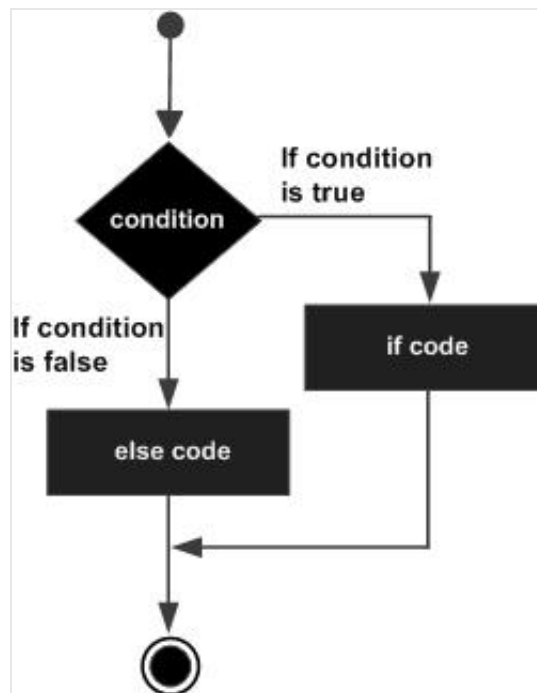 condition
If condition
is true
if code
If condition
is false
else code